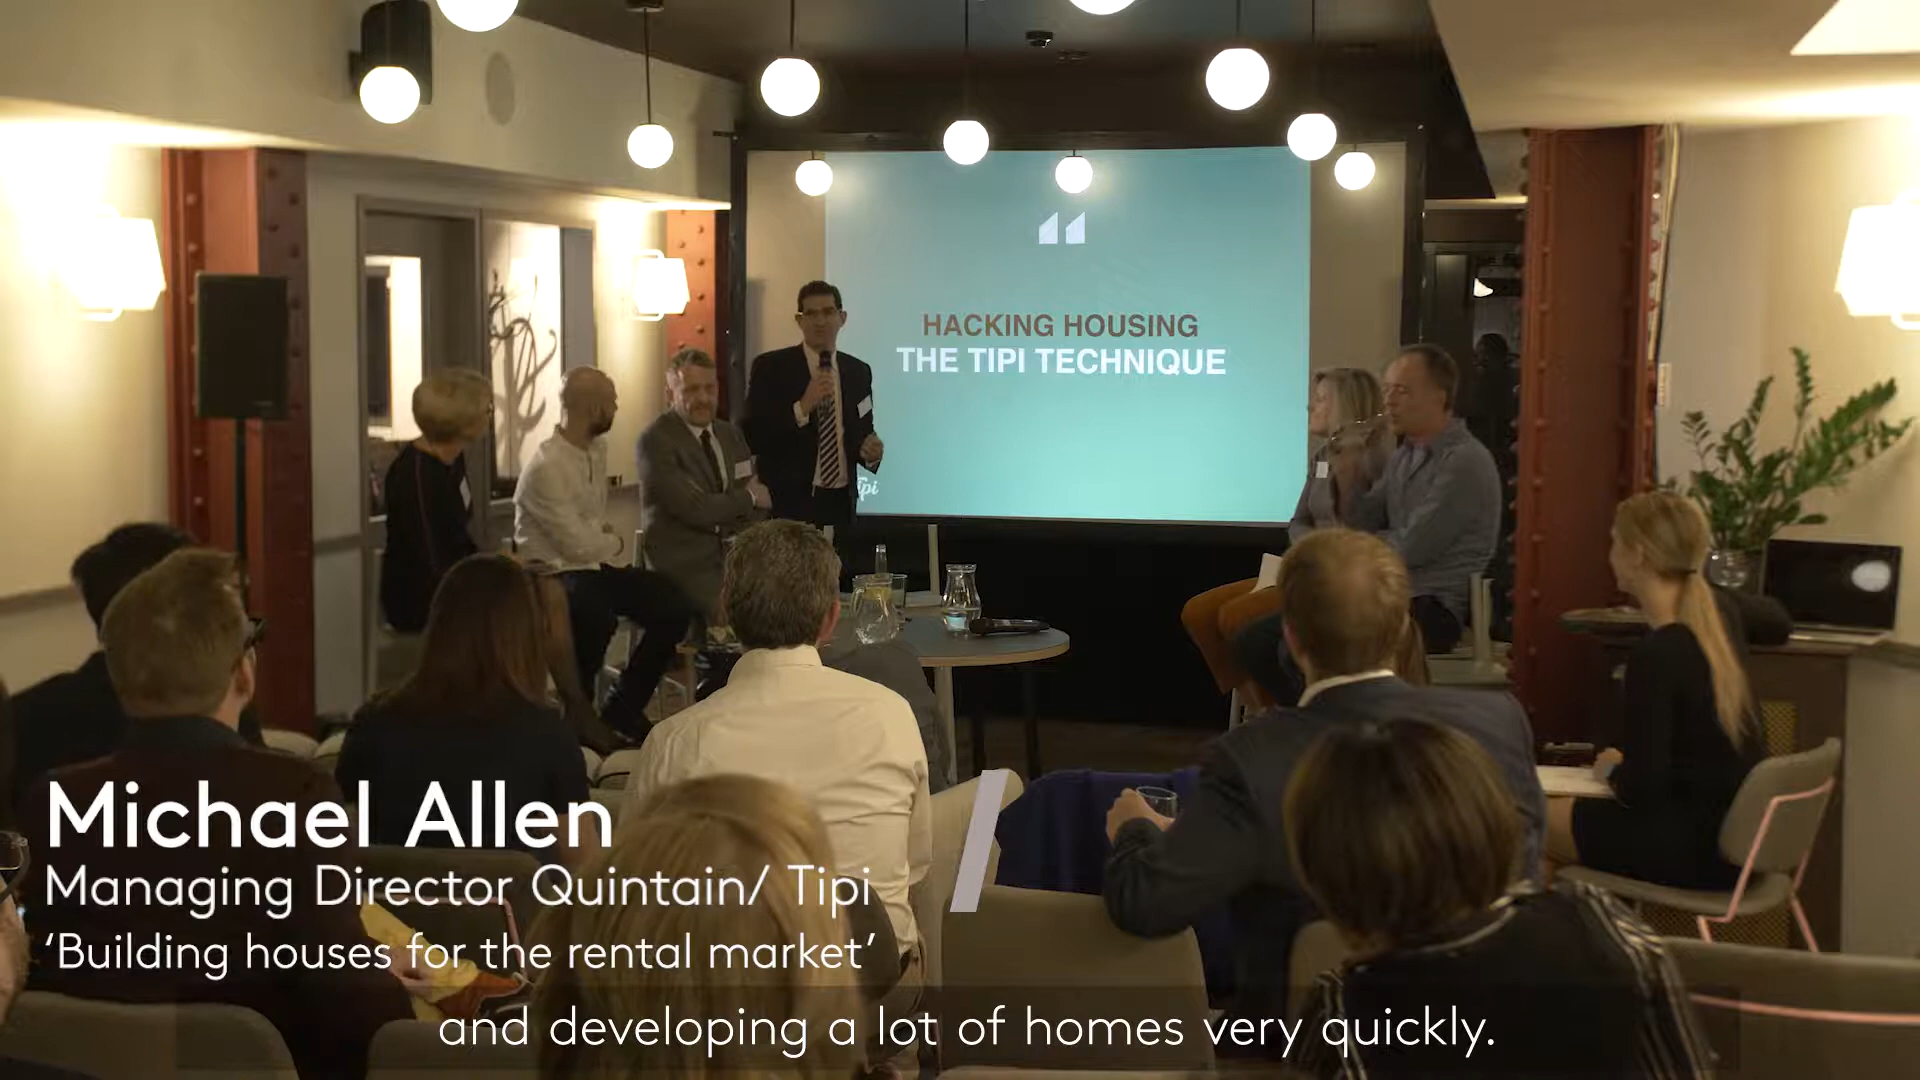 HACKING HOUSING
THE TIPI TECHNIQUE
Tipi
Michael Allen
Managing Director Quintain/ Tipi
‘Building houses for the rental market’
and developing a lot of homes very quickly.